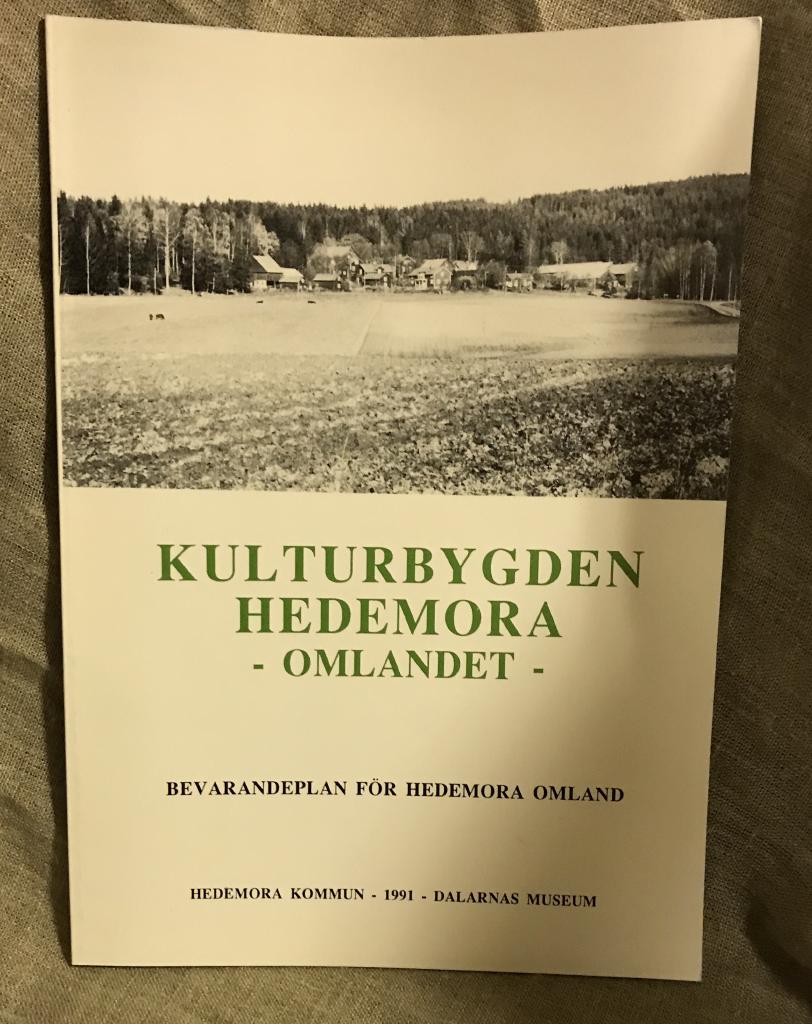 KULTURBYGDEN
HEDEMORA
- OMLANDET -
BEVARANDEPLAN FÖR HEDEMORA OMLAND
HEDEMORA KOMMUN - 1991 - DALARNAS MUSEUM